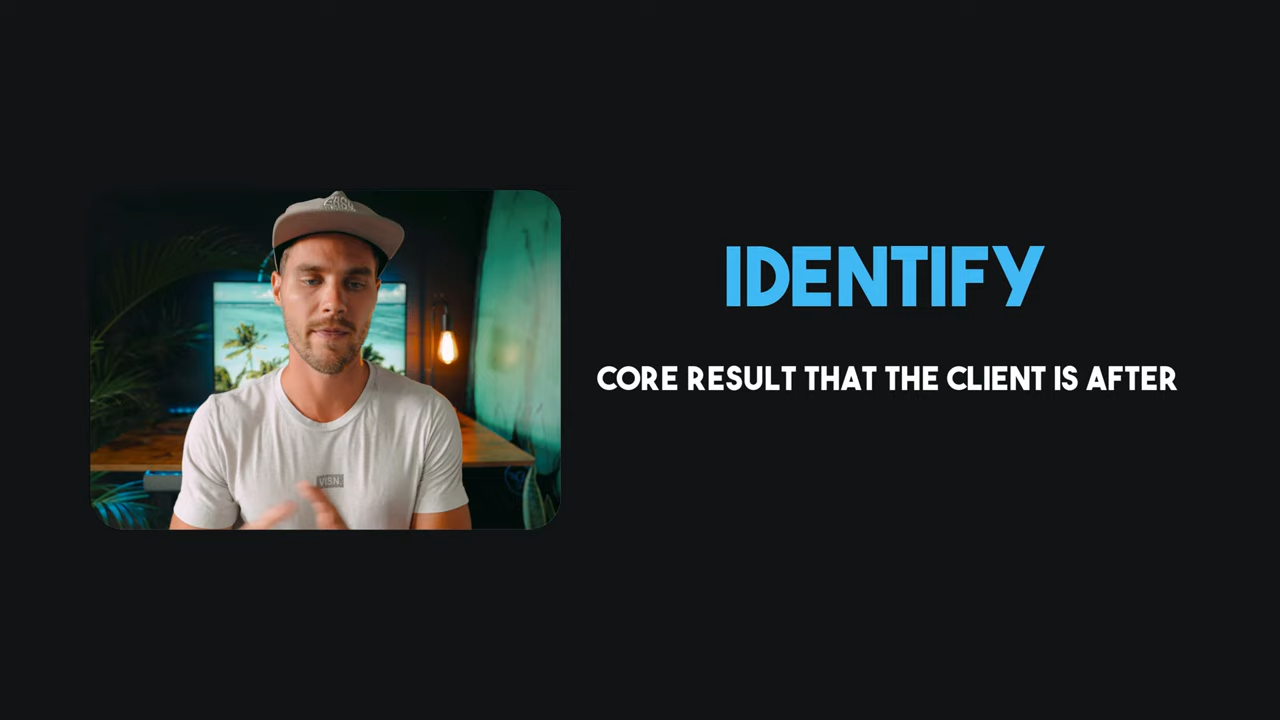 IDENTIFY
CORE RESULT THAT THE CLIENT IS AFTER
VISN.